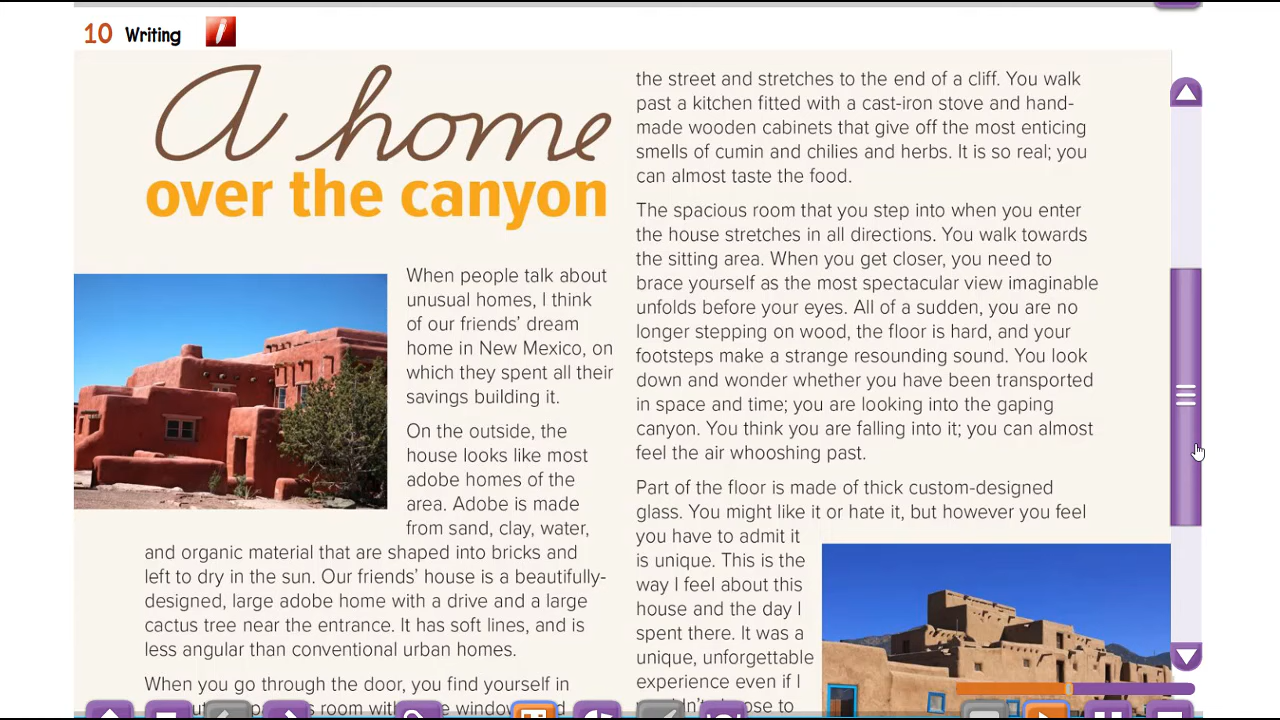 10 Writing
A home
over the canyon
When people talk about
unusual homes, I think
of our friends' dream
home in New Mexico, on
which they spent all their
savings building it.
On the outside, the
house looks like most
adobe homes of the
area. Adobe is made
from sand, clay, water,
and organic material that are shaped into bricks and
left to dry in the sun. Our friends' house is a beautifully-
designed, large adobe home with a drive and a large
cactus tree near the entrance. It has soft lines, and is
less angular than conventional urban homes.
When you go through the door, you find yourself in
room
the street and stretches to the end of a cliff. You walk
past a kitchen fitted with a cast-iron stove and hand-
made wooden cabinets that give off the most enticing
smells of cumin and chilies and herbs. It is so real; you
can almost taste the food.
The spacious room that you step into when you enter
the house stretches in all directions. You walk towards
the sitting area. When you get closer, you need to
brace yourself as the most spectacular view imaginable
unfolds before your eyes. All of a sudden, you are no
longer stepping on wood, the floor is hard, and your
footsteps make a strange resounding sound. You look
down and wonder whether you have been transported
in space and time; you are looking into the gaping
canyon. You think you are falling into it; you can almost
feel the air whooshing past.
Part of the floor is made of thick custom-designed
glass. You might like it or hate it, but however you feel
you have to admit it
is unique. This is the
way I feel about this
house and the day I
spent there. It was a
unique, unforgettable
experience even if I
to